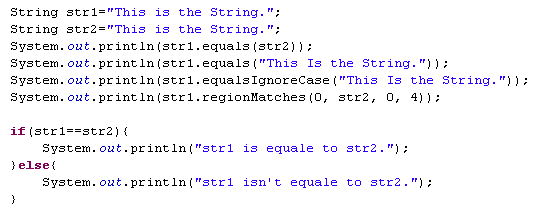 String str1="This is the String.";
String str2="This is the String.";
System.out.println(str1.equals(str2));
System.out.println(str1.equals("This Is the String."));
System.out.println(str1.equalsIgnoreCase("This Is the String."));
System.out.println(str1.regionMatches(0, str2, 0, 4));
if(str1==str2){
System.out.println("str1 is equale to str2.");
}else{
System.out.println("str1 isn't equale to str2.");
}